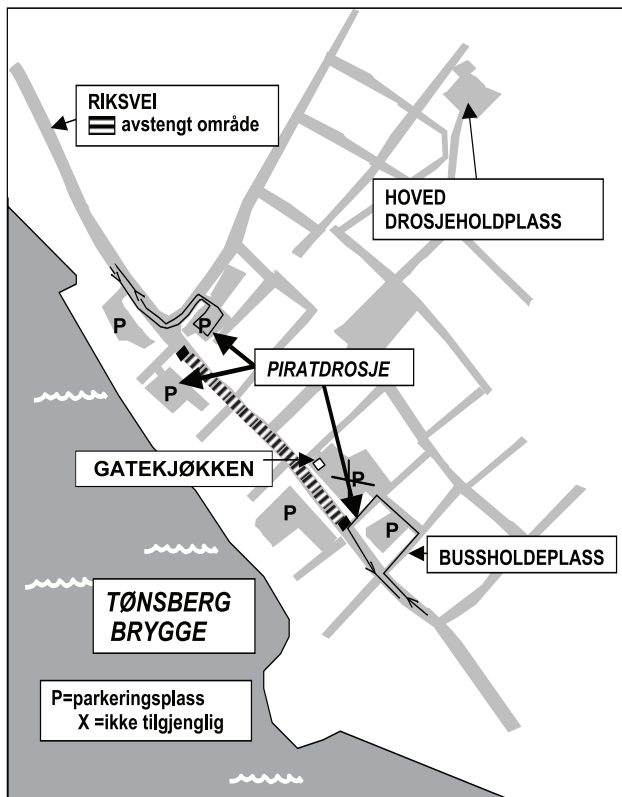 RIKSVEI
avstengt område
HOVED
DROSJEHOLDPLASS
P
P
PIRATDROSJE
P
GATEKJØKKEN
P
P
P
BUSSHOLDEPLASS
TØNSBERG
BRYGGE
P=parkeringsplass
X =ikke tilgjenglig